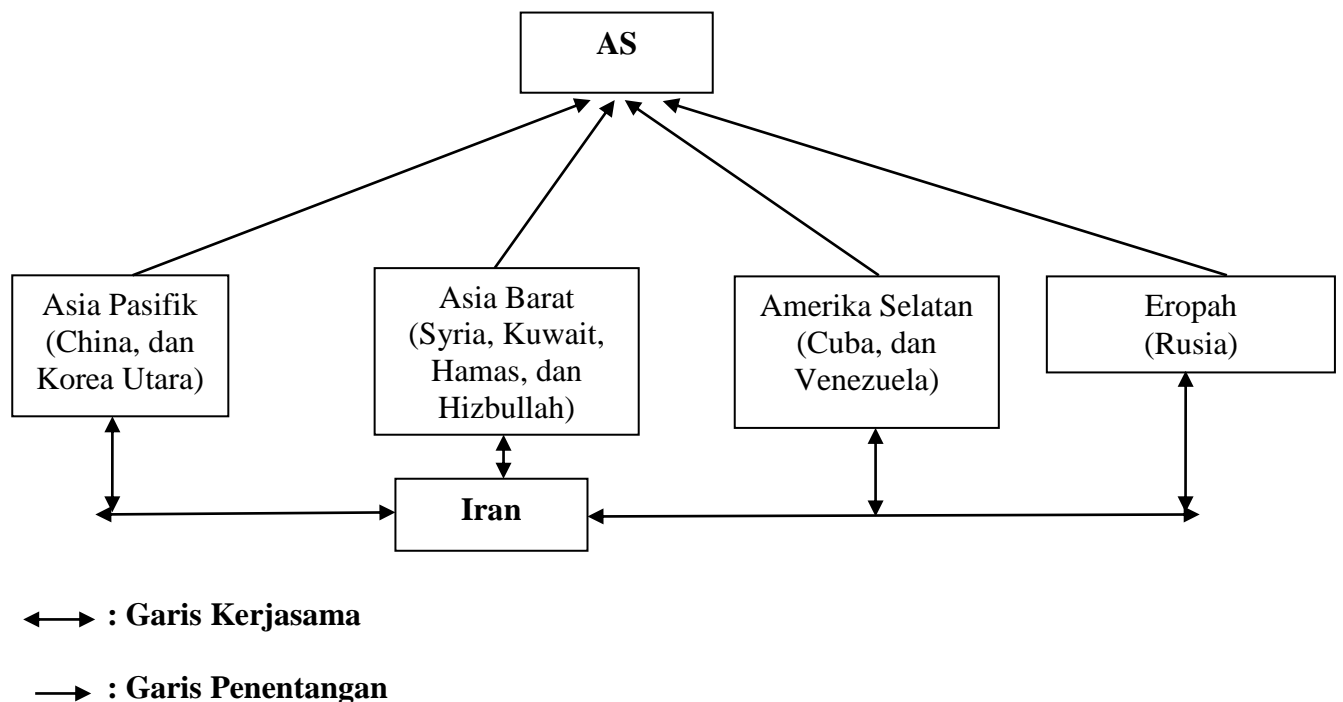 AS
Asia Pasifik
(China, dan
Korea Utara)
Asia Barat
(Syria, Kuwait,
Hamas, dan
Hizbullah)
Amerika Selatan
(Cuba, dan
Venezuela)
Eropah
(Rusia)
Iran
: Garis Kerjasama
: Garis Penentangan